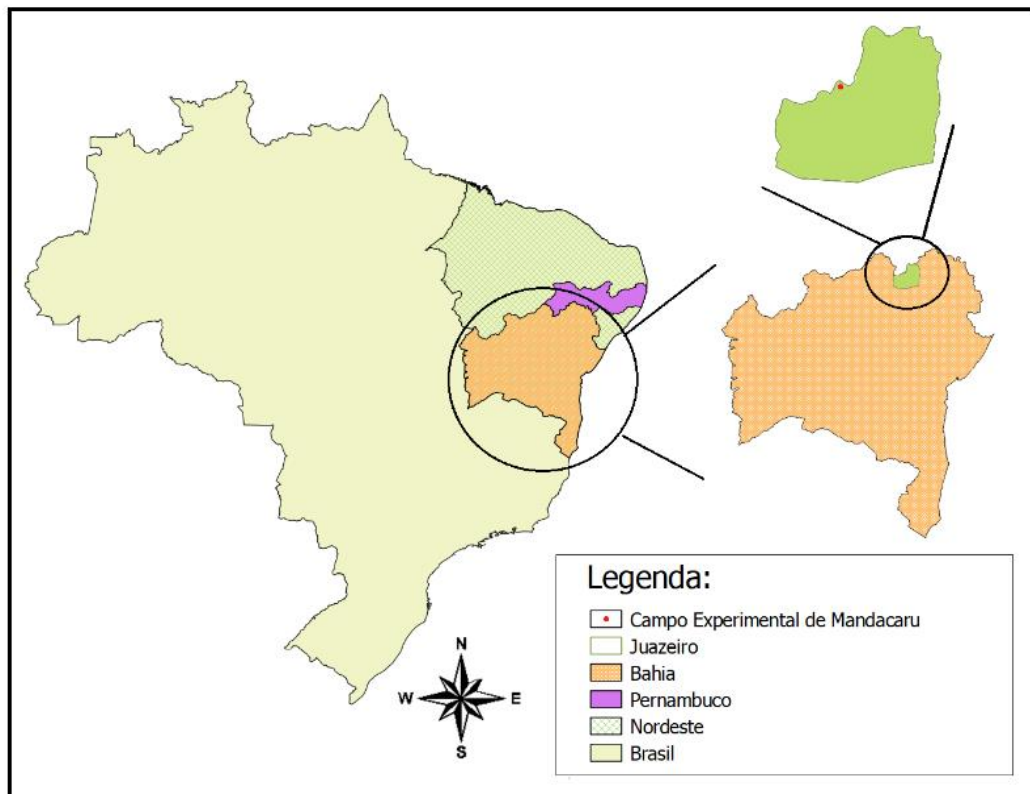 Legenda:
Campo Experimental de Mandacaru
Juazeiro
Bahia
Pernambuco
Nordeste
Brasil
N
W E
S